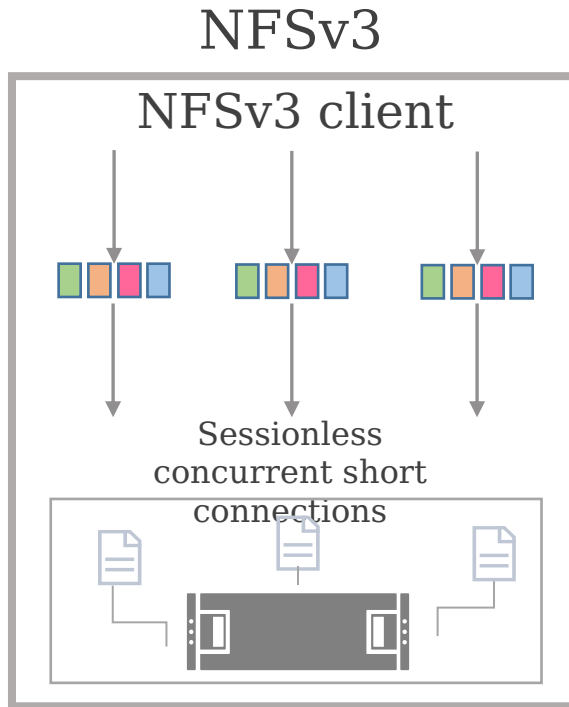 NFSv3
NFSv3 client
Sessionless
concurrent short
connections